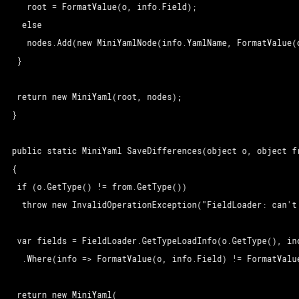 root = FormatValue(o, info.Field);
else
nodes.Add(new MiniYamlNode(info.YamlName, FormatValue(
}
return new MiniYaml(root, nodes);
}
public static MiniYaml SaveDifferences(object o, object
{
if (o.GetType() != from.GetType())
throw new InvalidOperationException("FieldLoader: can't
var fields = FieldLoader.GetTypeLoadInfo(o.GetType(),
.Where(info => FormatValue(o, info.Field) != FormatValue
return new MiniYaml(